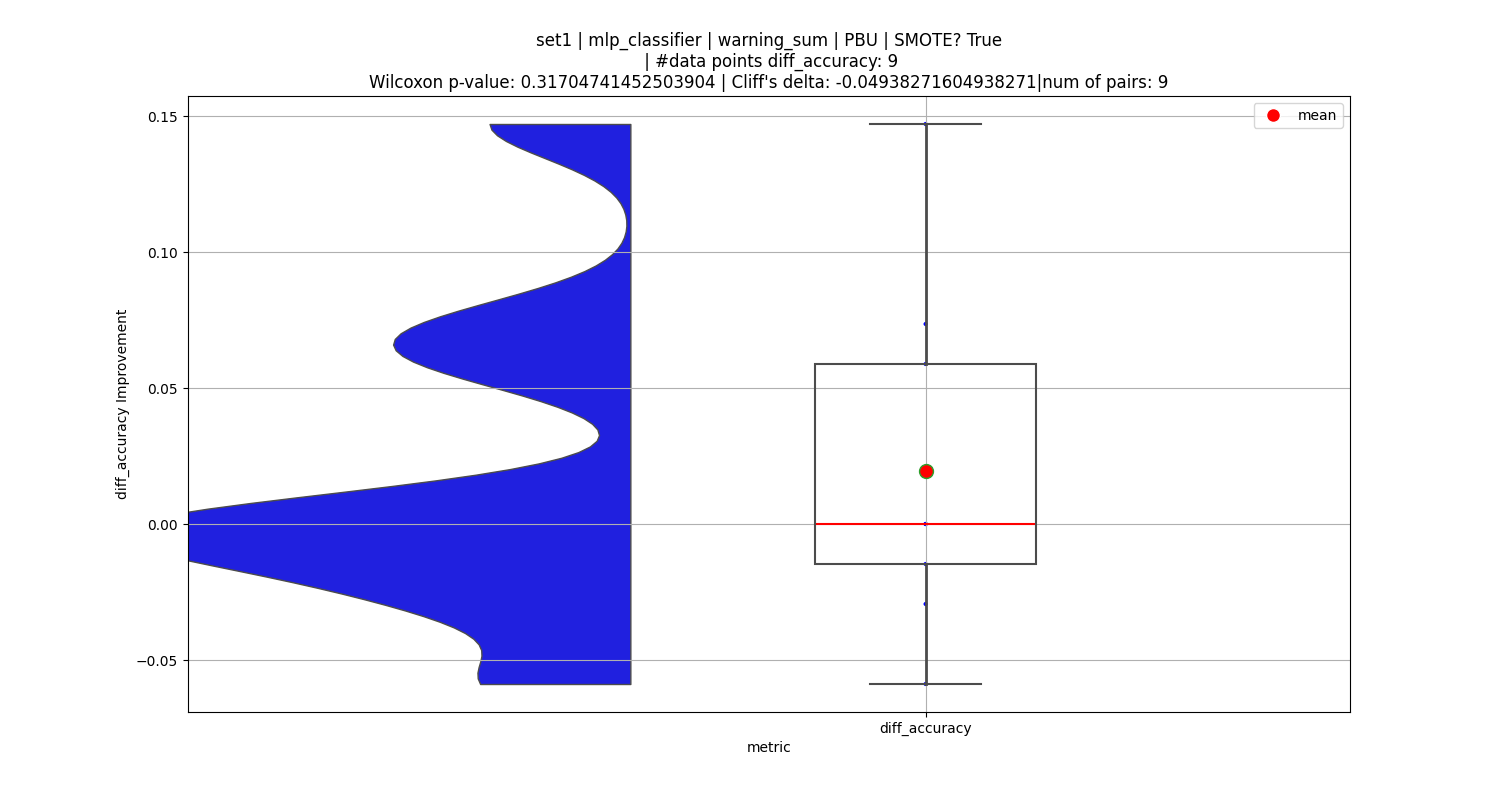 set1 | mlp_classifier | warning_sum | PBU | SMOTE? True
| #data points diff_accuracy: 9
Wilcoxon p-value: 0.31704741452503904 | Cliff's delta: -0.04938271604938271|num of pairs: 9
mean
0.15
0.10
0.05
0.00
−0.05
diff_accuracy Improvement
diff_accuracy
metric